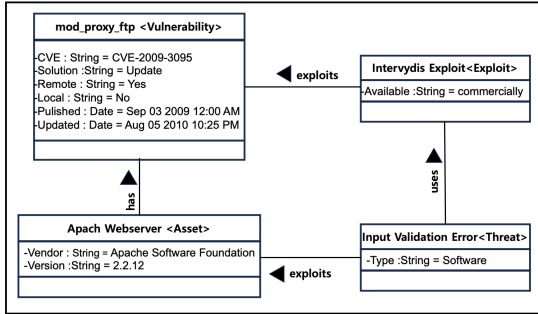 mod_proxy_ftp <Vulnerability>
-CVE : String = CVE-2009-3095
-Solution :String = Update
-Remote : String = Yes
-Local : String = No
-Pulished : Date = Sep 03 2009 12:00 AM
-Updated : Date = Aug 05 2010 10:25 PM
exploits
Intervydis Exploit<Exploit>
-Available :String = commercially
has
uses
Apach Webserver <Asset>
-Vendor : String = Apache Software Foundation
-Version :String = 2.2.12
exploits
Input Validation Error<Threat>
-Type :String = Software